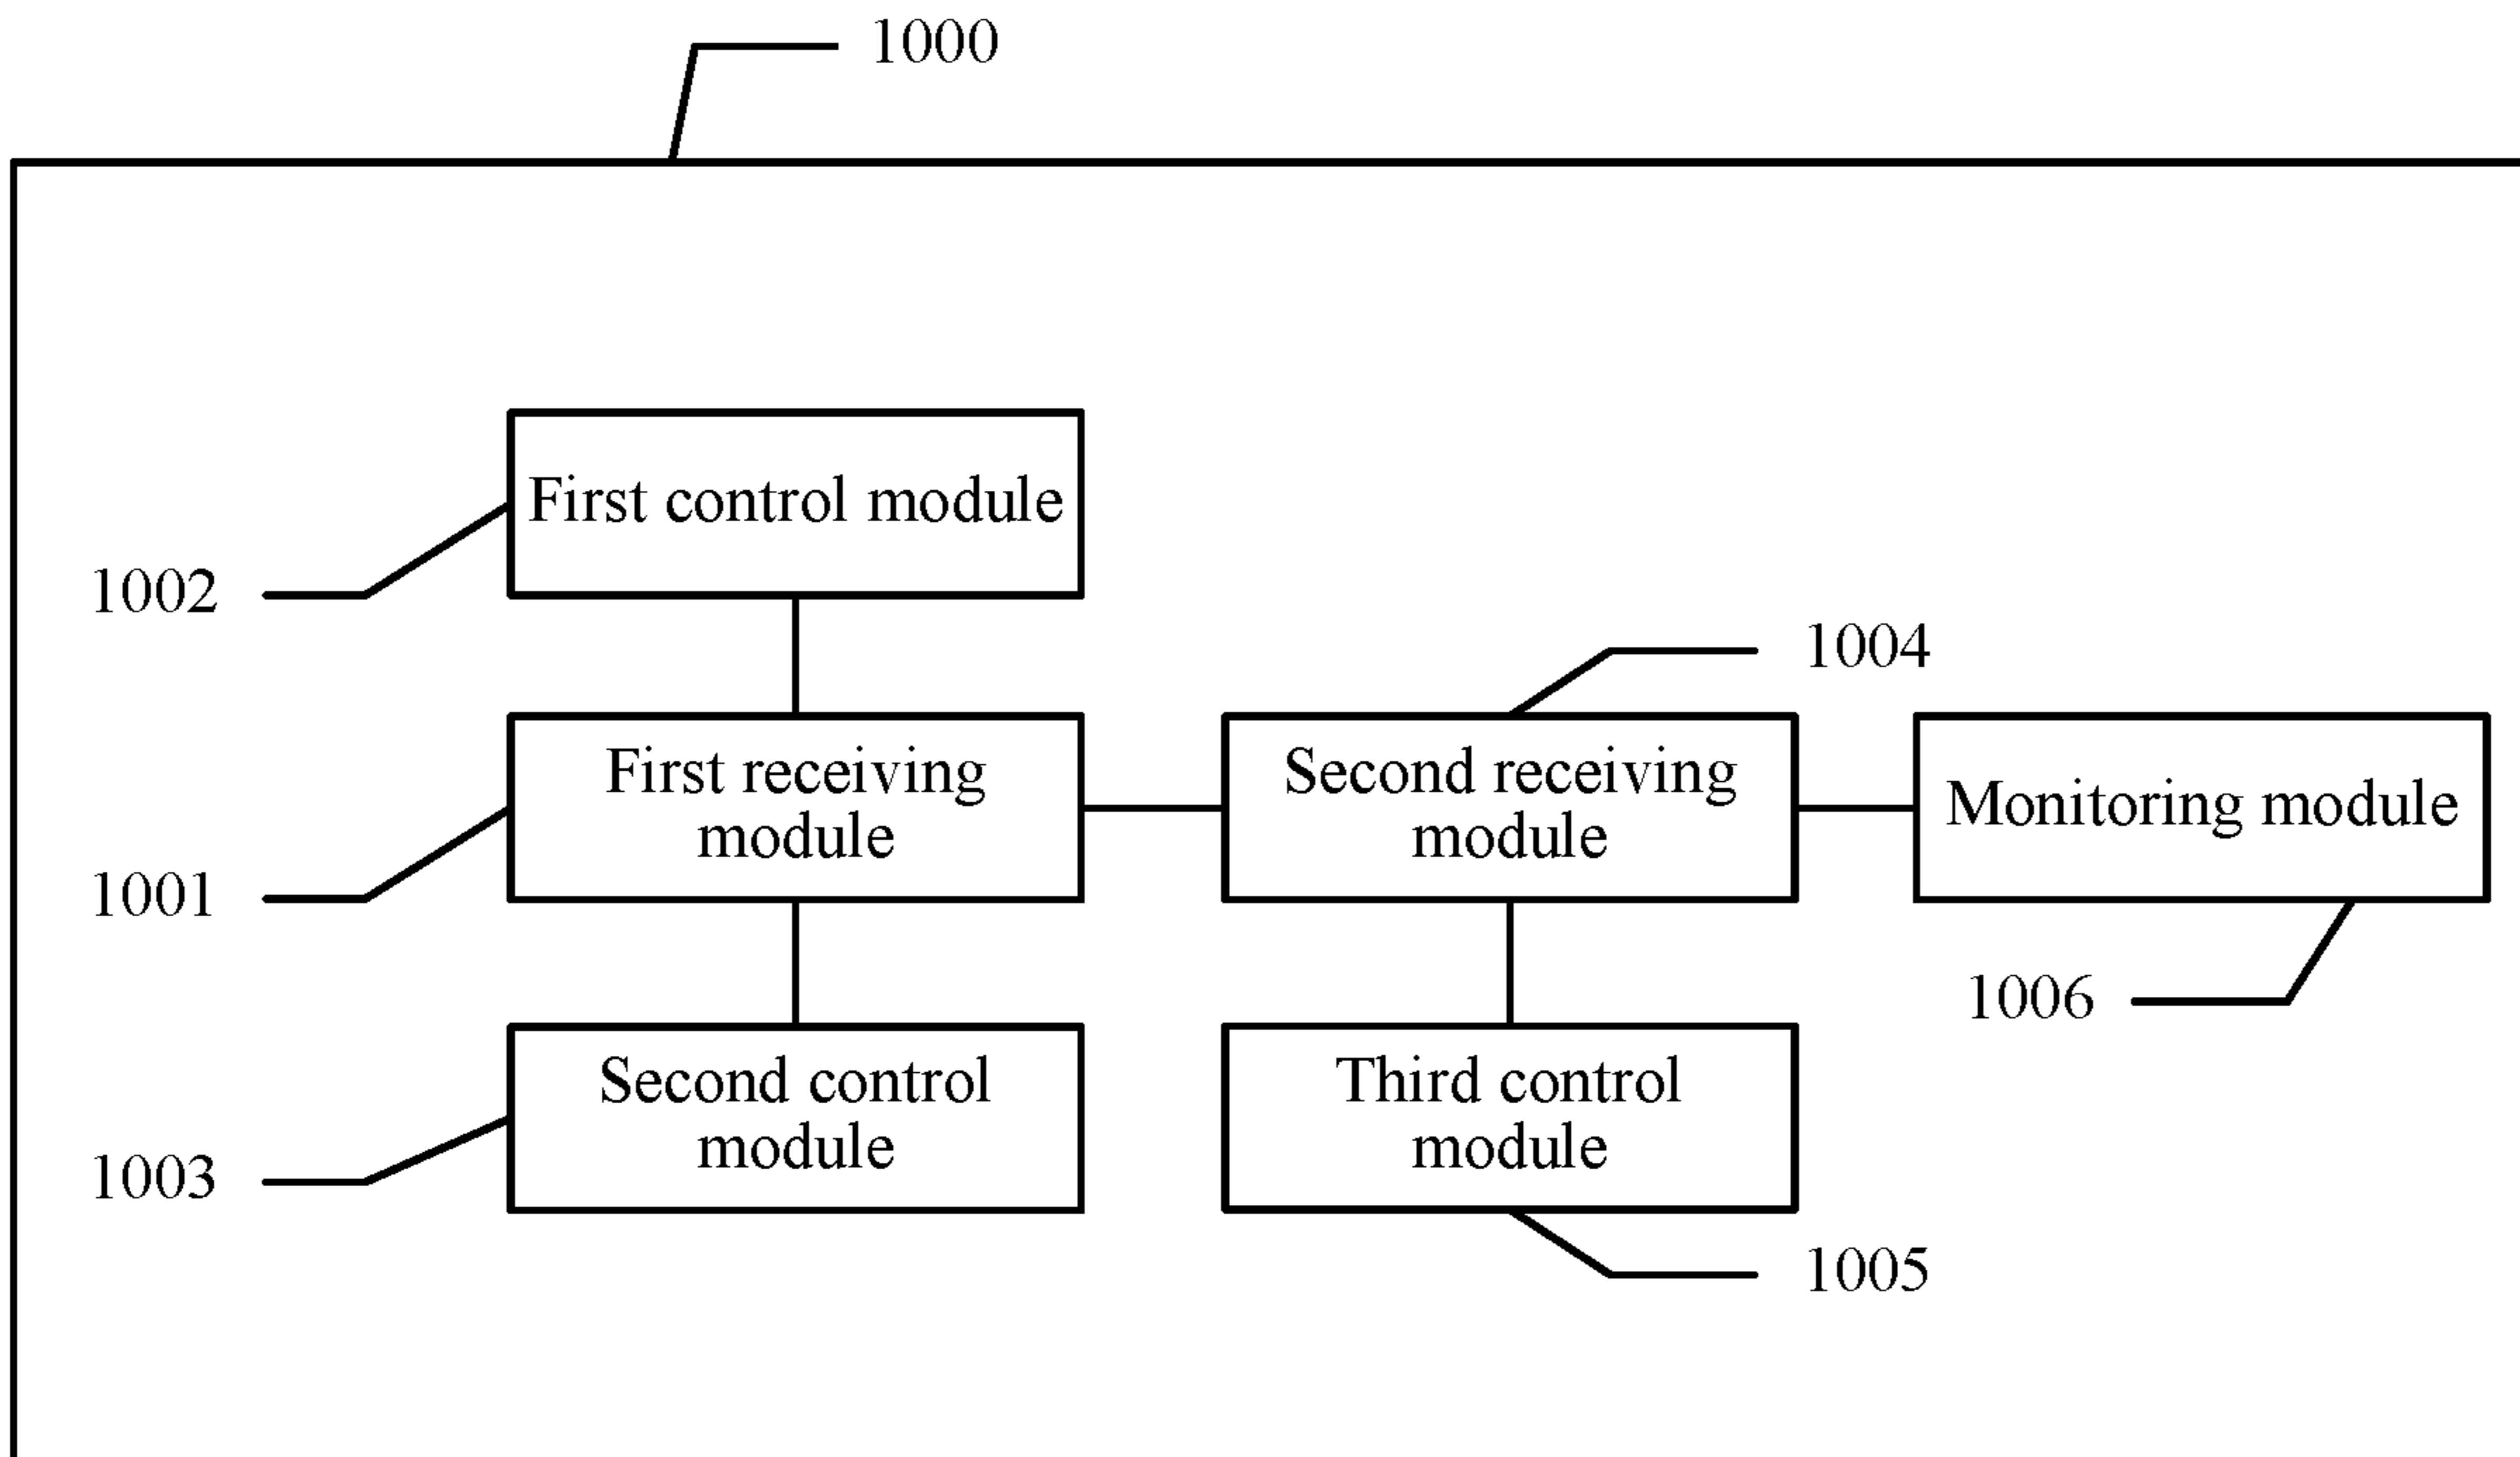 1000
First control module
1002
1004
First receiving
module
Second receiving
module
Monitoring module
1001
1006
Second control
module
Third control
module
1003
1005